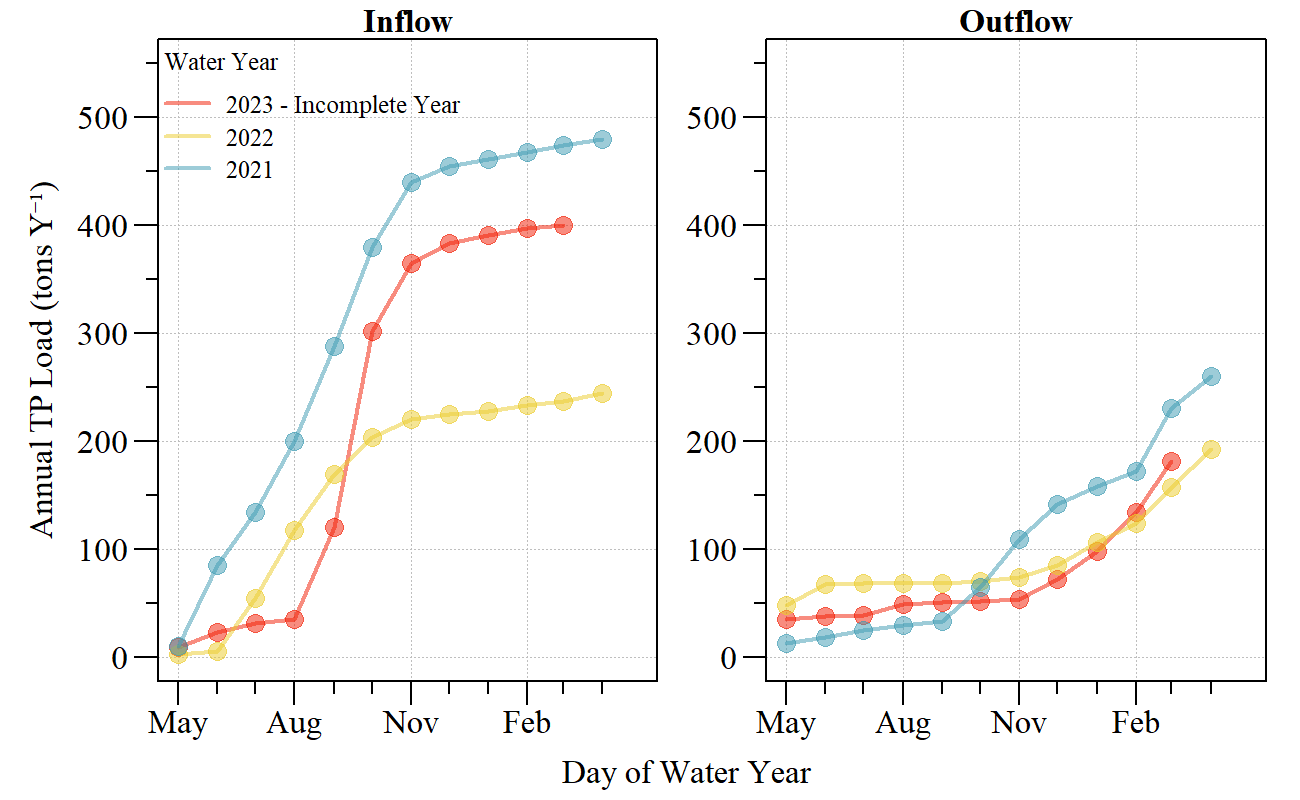 Inflow
Outflow
Water Year
2023 - Incomplete Year
2022
2021
Annual TP Load (tons Y⁻¹)
500
400
300
200
100
0
May Aug Nov Feb
500
400
300
200
100
0
May Aug Nov Feb
Day of Water Year